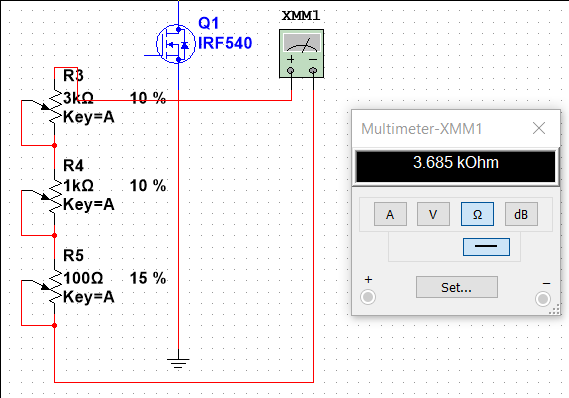 Q1
IRF540
XMM1
R3
3kΩ 10 %
Key=A
R4
1kΩ 10 %
Key=A
R5
100Ω 15 %
Key=A
Multimeter-XMM1
3.685 kOhm
A V Ω dB
+ Set... −